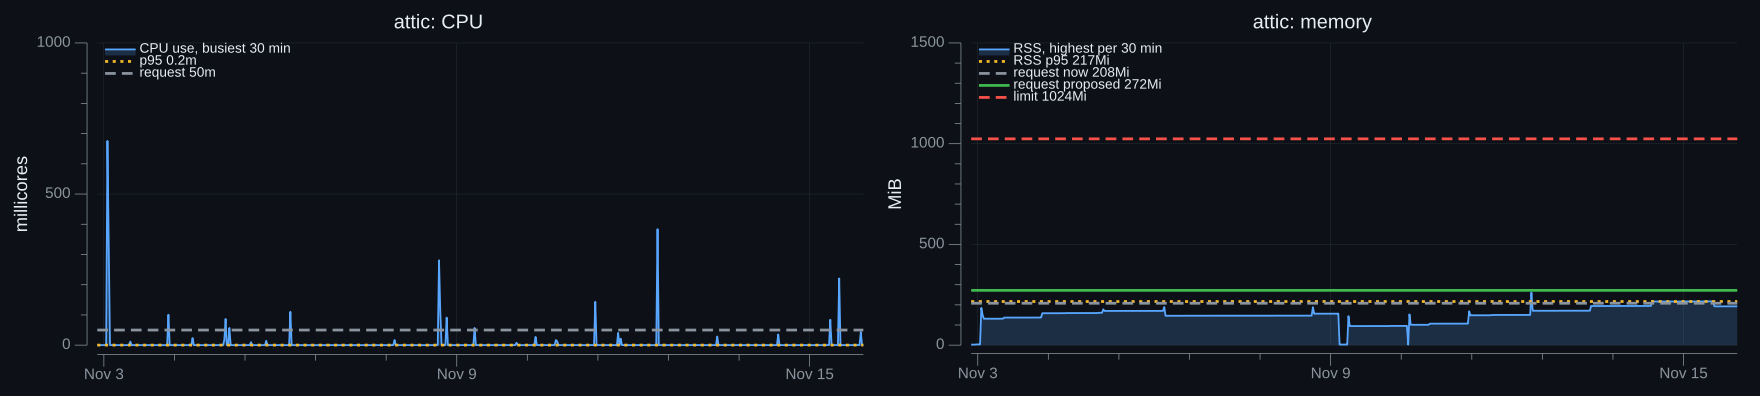 attic: CPU
1000
500
0
millicores
CPU use, busiest 30 min
p95 0.2m
request 50m
Nov 3
Nov 9
Nov 15
attic: memory
1500
1000
500
0
MiB
RSS, highest per 30 min
RSS p95 217Mi
request now 208Mi
request proposed 272Mi
limit 1024Mi
Nov 3
Nov 9
Nov 15